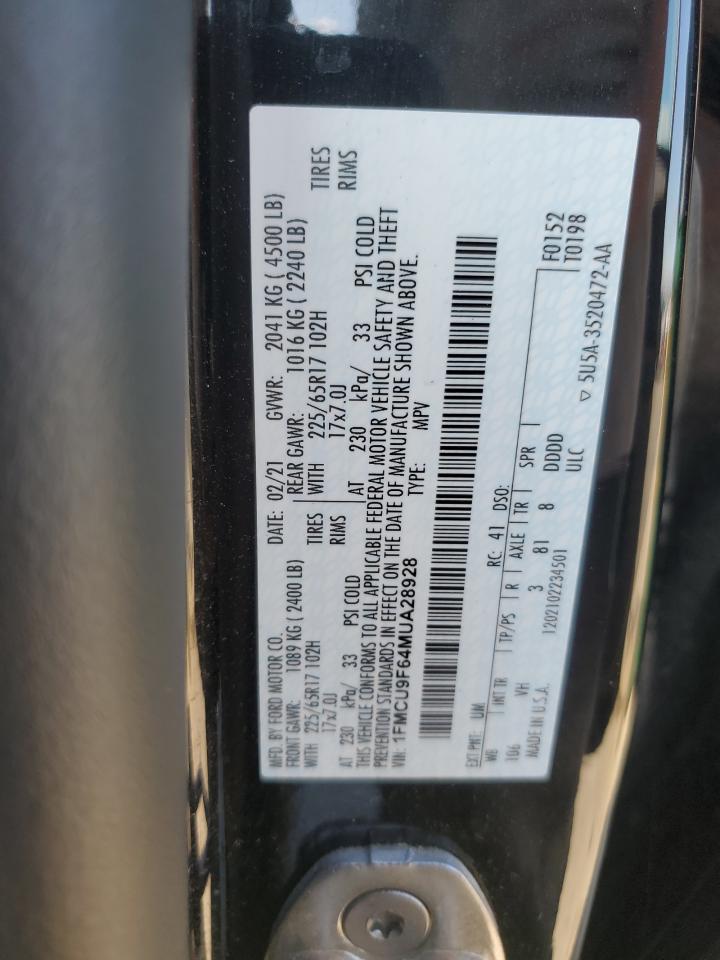 MFD. BY FORD MOTOR CO. DATE: 02/21 GVWR: 2041 KG ( 4500 LB)
FRONT GAWR: 1089 KG ( 2400 LB) REAR GAWR: 1016 KG ( 2240 LB)
WITH 225/65R17 102H TIRES WITH 225/65R17 102H TIRES
17x7.0J RIMS 17x7.0J RIMS
AT 230 kPa/ 33 PSI COLD AT 230 kPa/ 33 PSI COLD
THIS VEHICLE CONFORMS TO ALL APPLICABLE FEDERAL MOTOR VEHICLE SAFETY AND THEFT
PREVENTION STANDARDS IN EFFECT ON THE DATE OF MANUFACTURE SHOWN ABOVE.
VIN: 1FMCU9F64MUA28928 TYPE: MPV
EXT PNT: UM RC: 41 DSO: F0152
WB INT TR TP/PS R AXLE TR SPR T0198
106 VH 3 81 8 DDDD
MADE IN U.S.A. 1202102234501 ULC ▽ 5U5A-3520472-AA